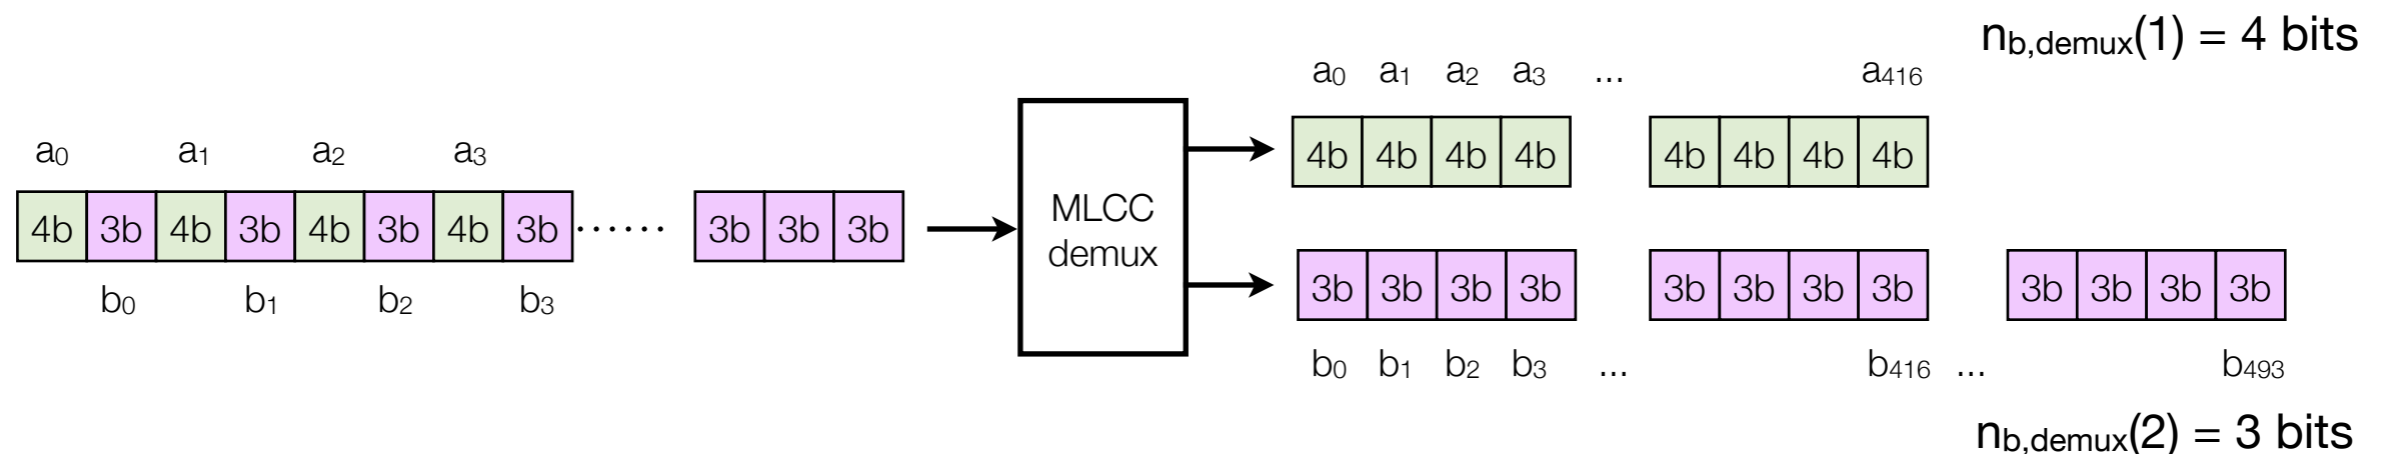 n_b,demux(1) = 4 bits
a0 a1 a2 a3 ... a416
4b 4b 4b 4b 4b 4b 4b 4b
a0 a1 a2 a3
4b 3b 4b 3b 4b 3b 4b 3b ...... 3b 3b 3b
b0 b1 b2 b3
MLCC
demux
3b 3b 3b 3b 3b 3b 3b 3b 3b 3b 3b 3b
b0 b1 b2 b3 ... b416 ... b493
n_b,demux(2) = 3 bits